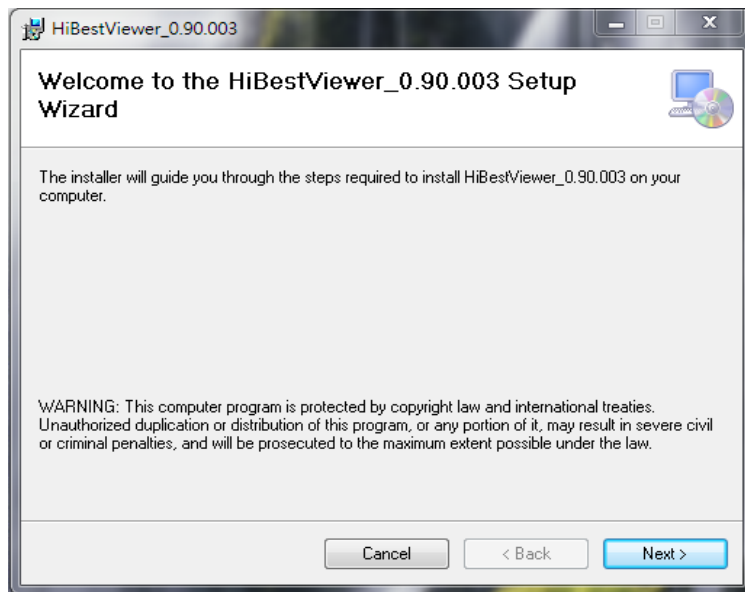 HiBestViewer_0.90.003
Welcome to the HiBestViewer_0.90.003 Setup
Wizard
The installer will guide you through the steps required to install HiBestViewer_0.90.003 on your
computer.
WARNING: This computer program is protected by copyright law and international treaties.
Unauthorized duplication or distribution of this program, or any portion of it, may result in severe civil
or criminal penalties, and will be prosecuted to the maximum extent possible under the law.
Cancel
< Back
Next >